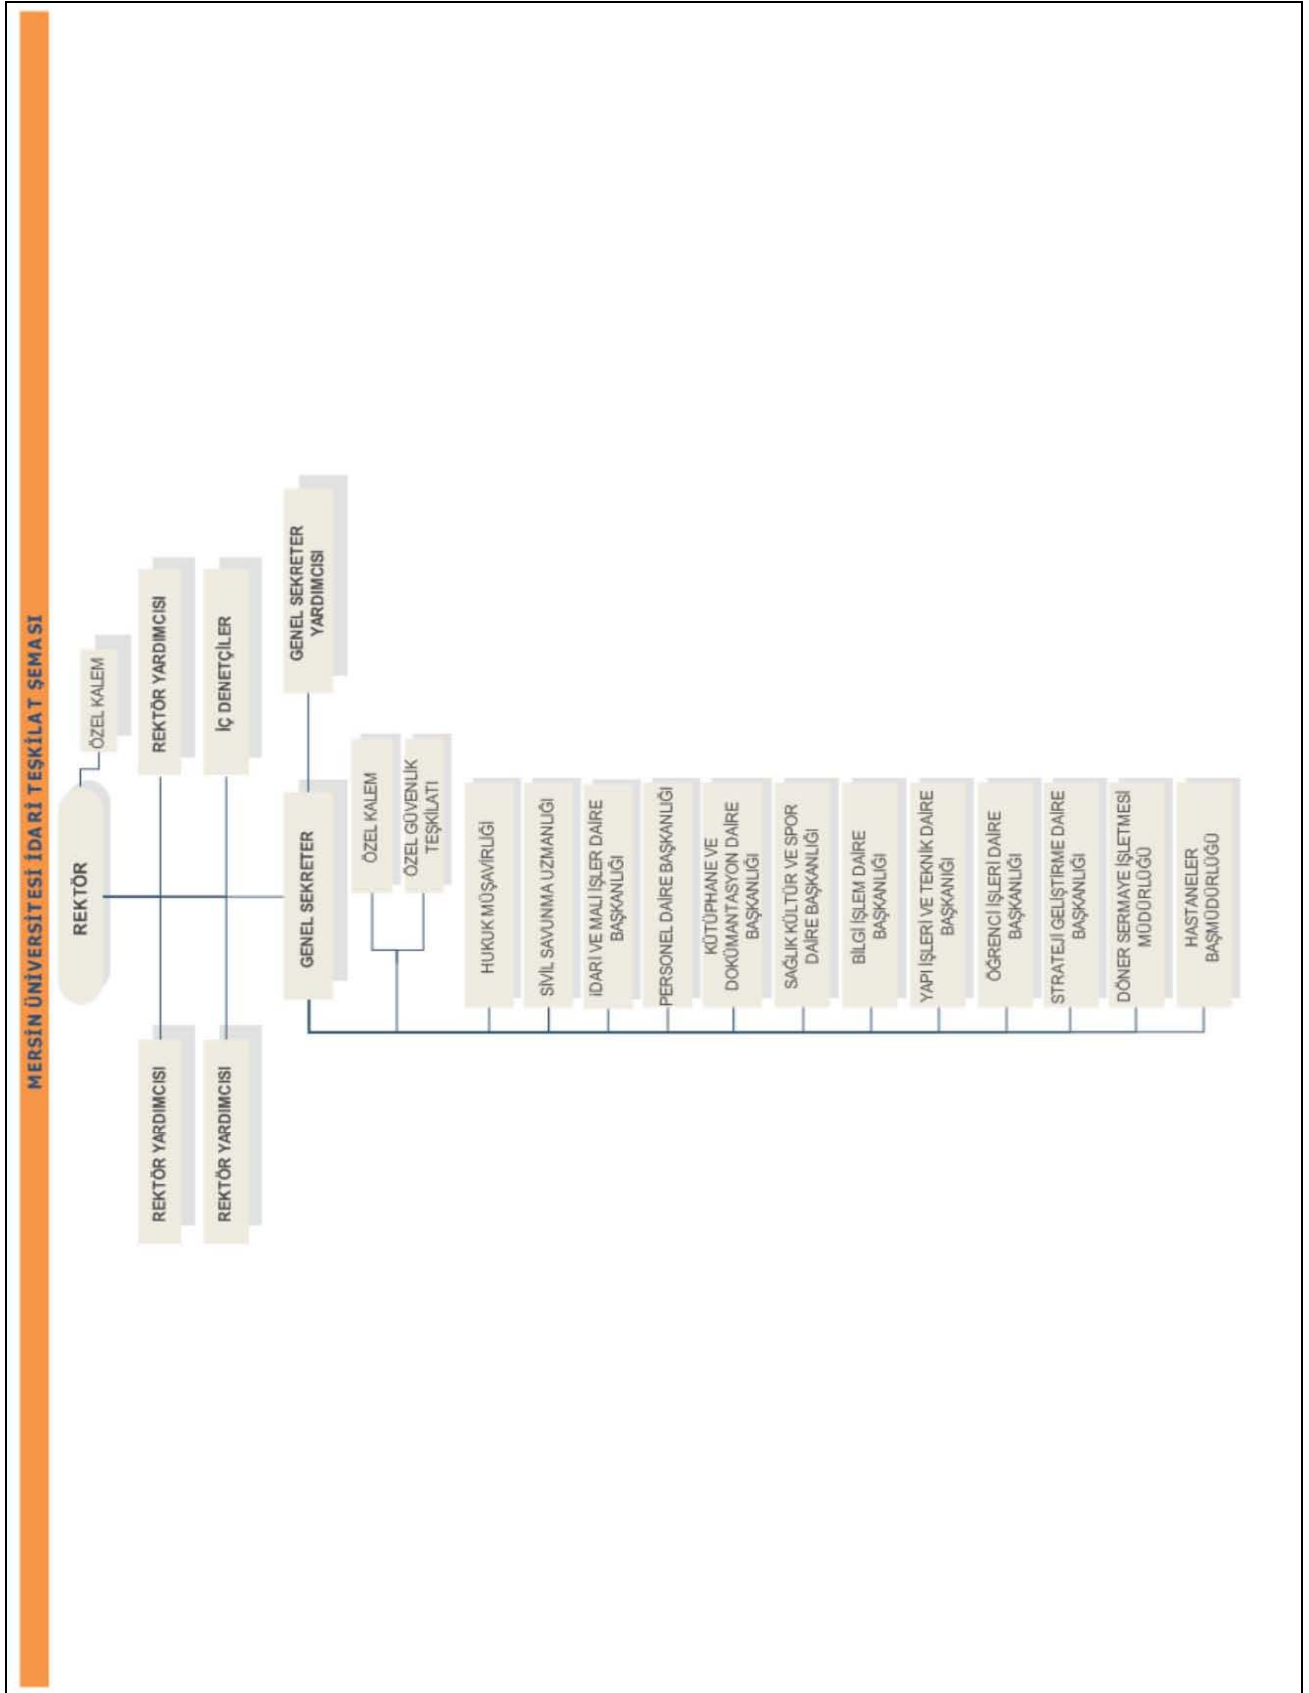 MERSİN ÜNİVERSİTESİ İDARİ TEŞKİLAT ŞEMASI
REKTÖR
ÖZEL KALEM
REKTÖR YARDIMCISI
REKTÖR YARDIMCISI
REKTÖR YARDIMCISI
İÇ DENETÇİLER
GENEL SEKRETER
GENEL SEKRETER
YARDIMCISI
ÖZEL KALEM
ÖZEL GÜVENLİK
TEŞKİLATI
HUKUK MÜŞAVİRLİĞİ
SİVİL SAVUNMA UZMANLIĞI
İDARİ VE MALİ İŞLER DAİRE
BAŞKANLIĞI
PERSONEL DAİRE BAŞKANLIĞI
KÜTÜPHANE VE
DOKÜMANTASYON DAİRE
BAŞKANLIĞI
SAĞLIK KÜLTÜR VE SPOR
DAİRE BAŞKANLIĞI
BİLGİ İŞLEM DAİRE
BAŞKANLIĞI
YAPI İŞLERİ VE TEKNİK DAİRE
BAŞKANIĞI
ÖĞRENCİ İŞLERİ DAİRE
BAŞKANLIĞI
STRATEJİ GELİŞTİRME DAİRE
BAŞKANLIĞI
DÖNER SERMAYE İŞLETMESİ
MÜDÜRLÜĞÜ
HASTANELER
BAŞMÜDÜRLÜĞÜ